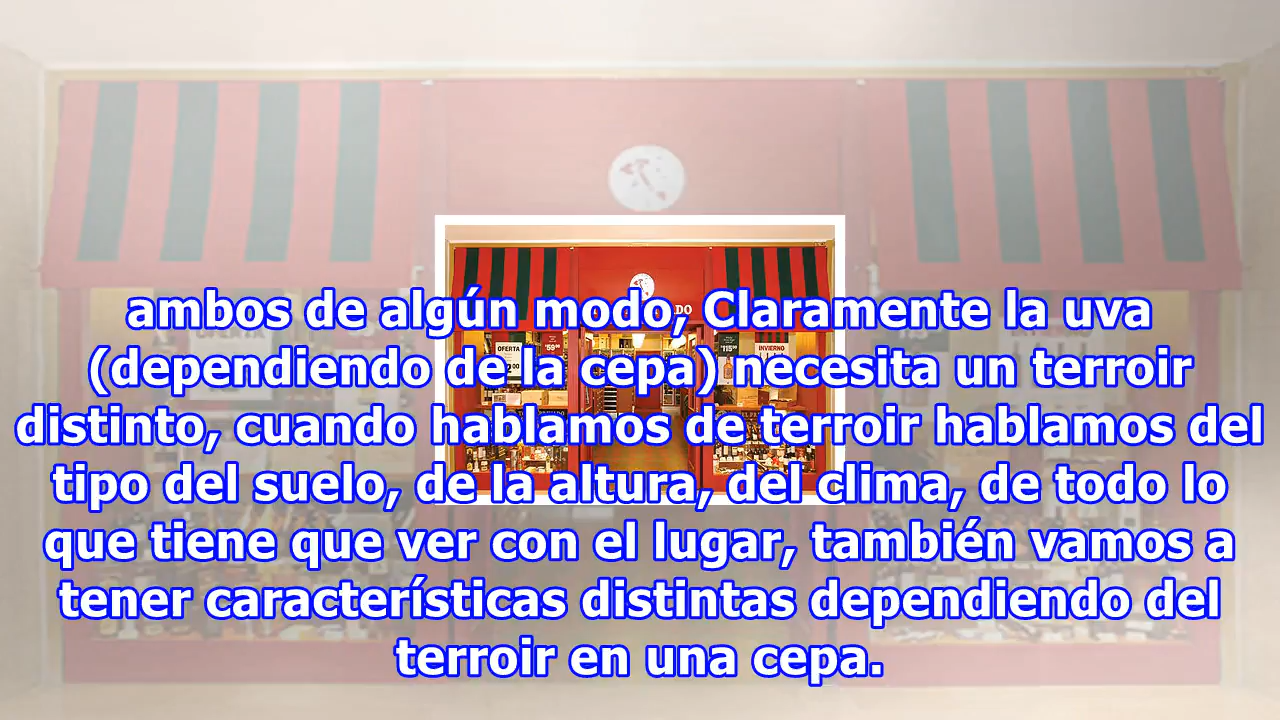 ambos de algún modo, Claramente la uva
(dependiendo de la cepa) necesita un terroir
distinto, cuando hablamos de terroir hablamos del
tipo del suelo, de la altura, del clima, de todo lo
que tiene que ver con el lugar, también vamos a
tener características distintas dependiendo del
terroir en una cepa.
OFERTA
INVIERNO